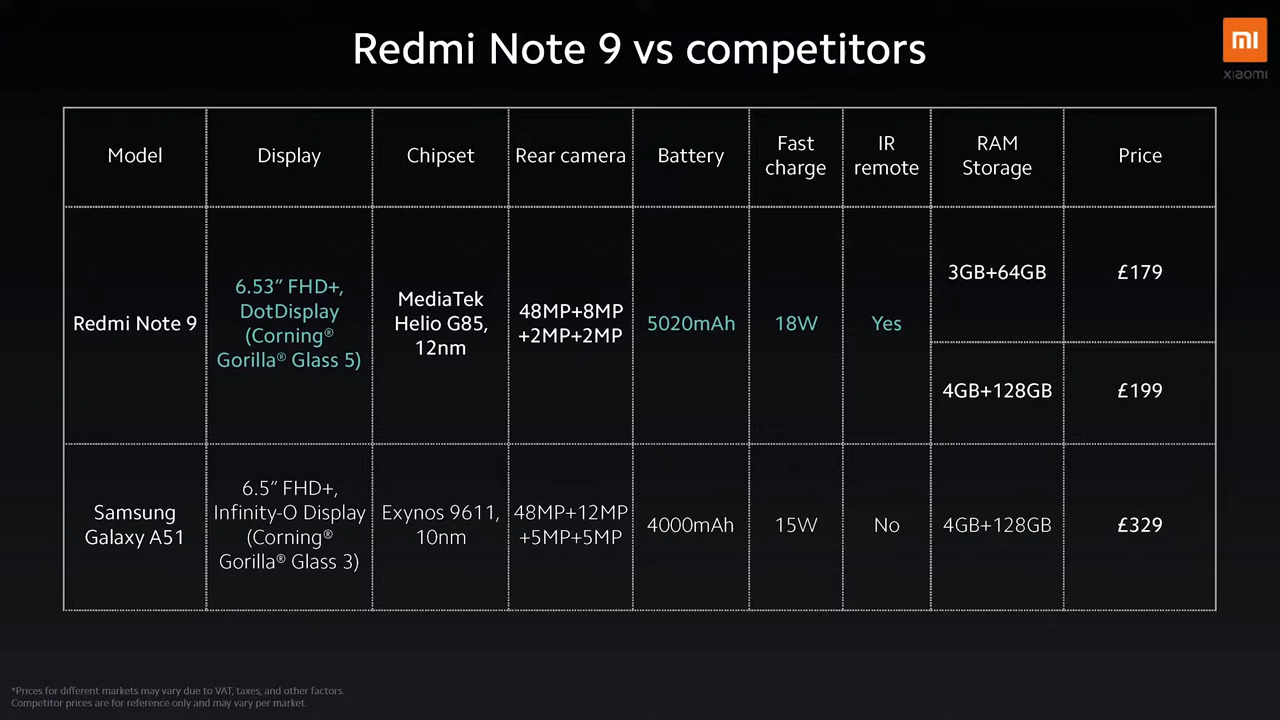 Redmi Note 9 vs competitors
mi
xiaomi
Model
Display
Chipset
Rear camera
Battery
Fast
charge
IR
remote
RAM
Storage
Price
Redmi Note 9
6.53″ FHD+,
DotDisplay
(Corning®
Gorilla® Glass 5)
MediaTek
Helio G85,
12nm
48MP+8MP
+2MP+2MP
5020mAh
18W
Yes
3GB+64GB
£179
4GB+128GB
£199
Samsung
Galaxy A51
6.5″ FHD+,
Infinity-O Display
(Corning®
Gorilla® Glass 3)
Exynos 9611,
10nm
48MP+12MP
+5MP+5MP
4000mAh
15W
No
4GB+128GB
£329
*Prices for different markets may vary due to VAT, taxes, and other factors.
Competitor prices are for reference only and may vary per market.